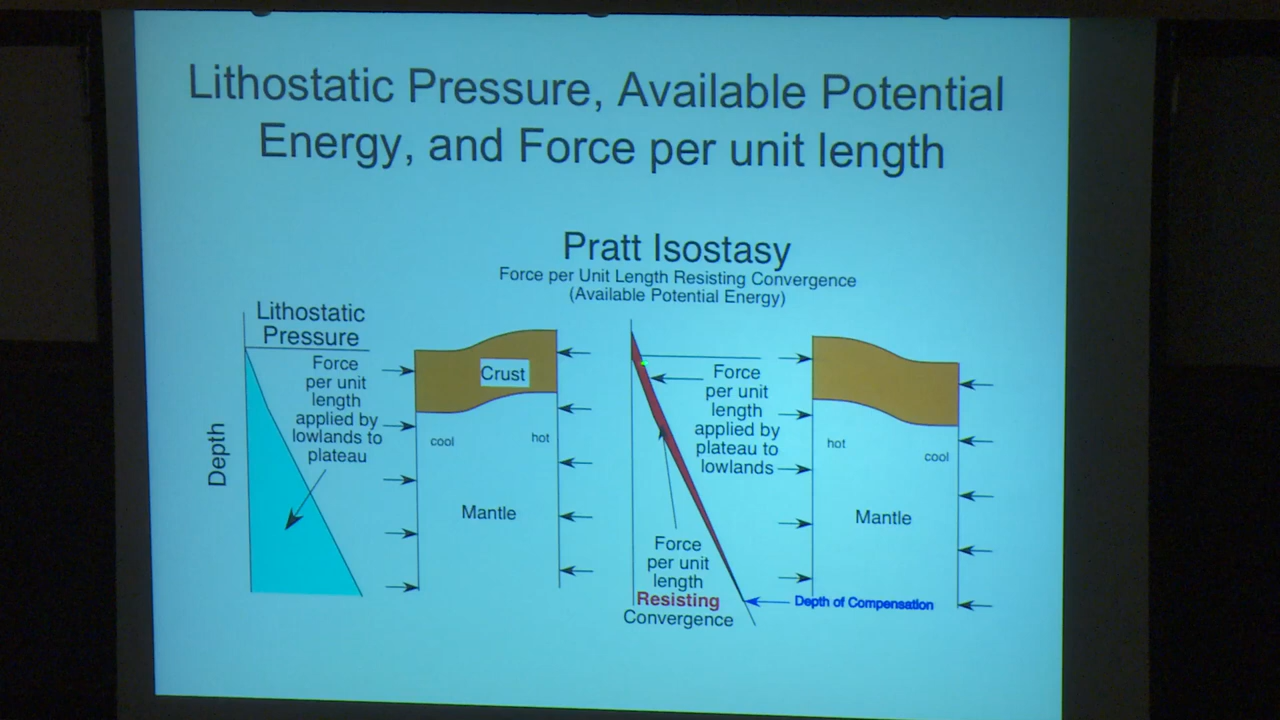 Lithostatic Pressure, Available Potential
Energy, and Force per unit length
Pratt Isostasy
Force per Unit Length Resisting Convergence
(Available Potential Energy)
Lithostatic
Pressure
Force
per unit
length
applied by
lowlands to
plateau
Depth
Crust
cool
hot
Mantle
Force
per unit
length
applied by
plateau to
lowlands
Force
per unit
length
Resisting
Convergence
hot
cool
Mantle
Depth of Compensation